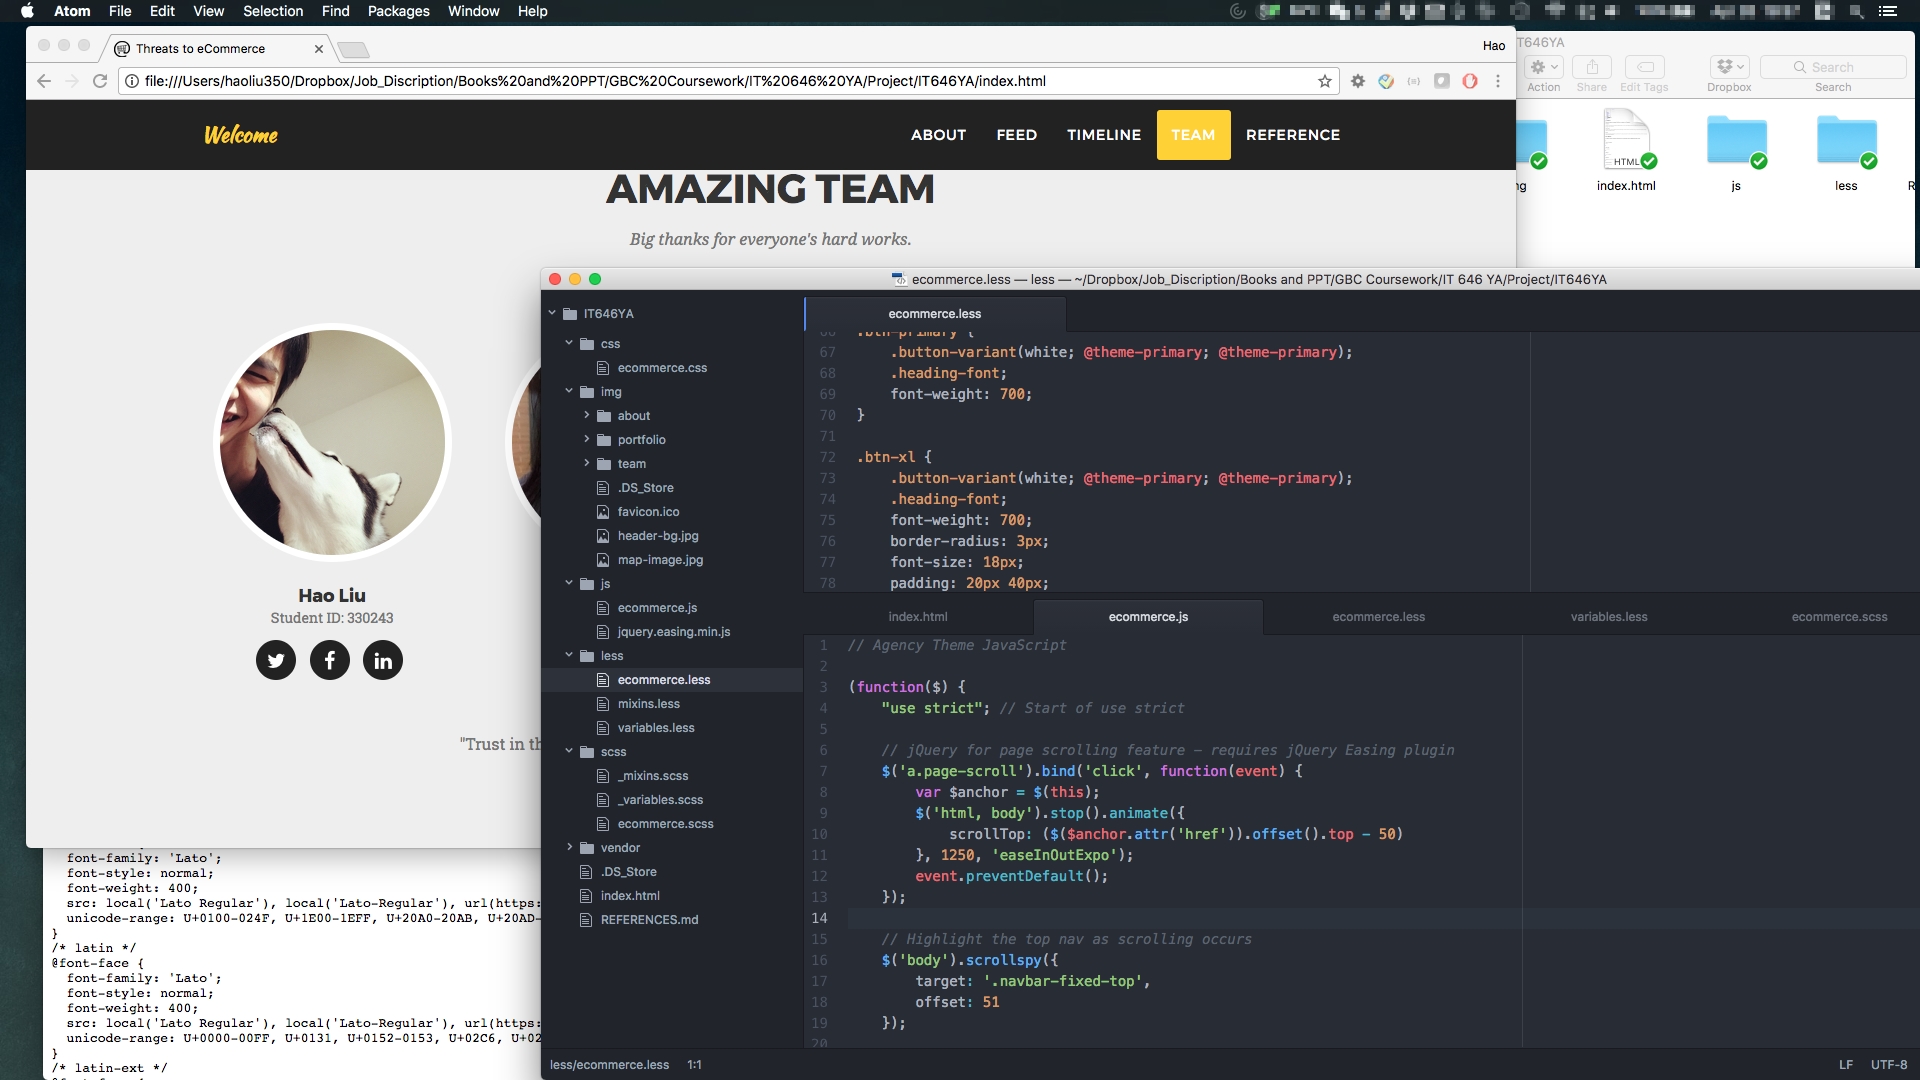 Atom File Edit View Selection Find Packages Window Help
Threats to eCommerce
Hao
file:///Users/haoliu350/Dropbox/Job_Discription/Books%20and%20PPT/GBC%20Coursework/IT%20646%20YA/Project/IT646YA/index.html
Welcome
ABOUT FEED TIMELINE TEAM REFERENCE
AMAZING TEAM
Big thanks for everyone's hard works.
Hao Liu
Student ID: 330243
"Trust in th
T646YA
Search
Action Share Edit Tags Dropbox Search
HTML
ng index.html js less R
font-family: 'Lato';
font-style: normal;
font-weight: 400;
src: local('Lato Regular'), local('Lato-Regular'), url(https:
unicode-range: U+0100-024F, U+1E00-1EFF, U+20A0-20AB, U+20AD-
}
/* latin */
@font-face {
font-family: 'Lato';
font-style: normal;
font-weight: 400;
src: local('Lato Regular'), local('Lato-Regular'), url(https:
unicode-range: U+0000-00FF, U+0131, U+0152-0153, U+02C6, U+02
}
/* latin-ext */
ecommerce.less — less — ~/Dropbox/Job_Discription/Books and PPT/GBC Coursework/IT 646 YA/Project/IT646YA
IT646YA
css
ecommerce.css
img
about
portfolio
team
.DS_Store
favicon.ico
header-bg.jpg
map-image.jpg
js
ecommerce.js
jquery.easing.min.js
less
ecommerce.less
mixins.less
variables.less
scss
_mixins.scss
_variables.scss
ecommerce.scss
vendor
.DS_Store
index.html
REFERENCES.md
ecommerce.less
66 .btn-primary {
67 .button-variant(white; @theme-primary; @theme-primary);
68 .heading-font;
69 font-weight: 700;
70 }
71
72 .btn-xl {
73 .button-variant(white; @theme-primary; @theme-primary);
74 .heading-font;
75 font-weight: 700;
76 border-radius: 3px;
77 font-size: 18px;
78 padding: 20px 40px;
index.html ecommerce.js ecommerce.less variables.less ecommerce.scss
1 // Agency Theme JavaScript
2
3 (function($) {
4 "use strict"; // Start of use strict
5
6 // jQuery for page scrolling feature - requires jQuery Easing plugin
7 $('a.page-scroll').bind('click', function(event) {
8 var $anchor = $(this);
9 $('html, body').stop().animate({
10 scrollTop: ($($anchor.attr('href')).offset().top - 50)
11 }, 1250, 'easeInOutExpo');
12 event.preventDefault();
13 });
14
15 // Highlight the top nav as scrolling occurs
16 $('body').scrollspy({
17 target: '.navbar-fixed-top',
18 offset: 51
19 });
20
less/ecommerce.less 1:1
LF UTF-8